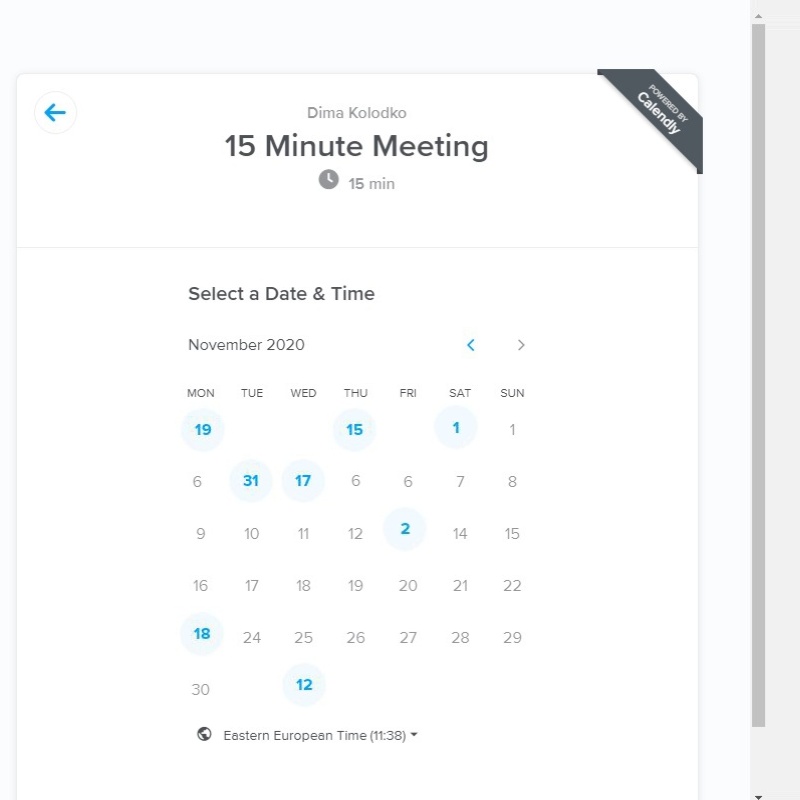 POWERED BY
Calendly
Dima Kolodko
15 Minute Meeting
15 min
Select a Date & Time
November 2020
MON TUE WED THU FRI SAT SUN
19 15 1 1
6 31 17 6 6 7 8
9 10 11 12 2 14 15
16 17 18 19 20 21 22
18 24 25 26 27 28 29
30 12
Eastern European Time (11:38)